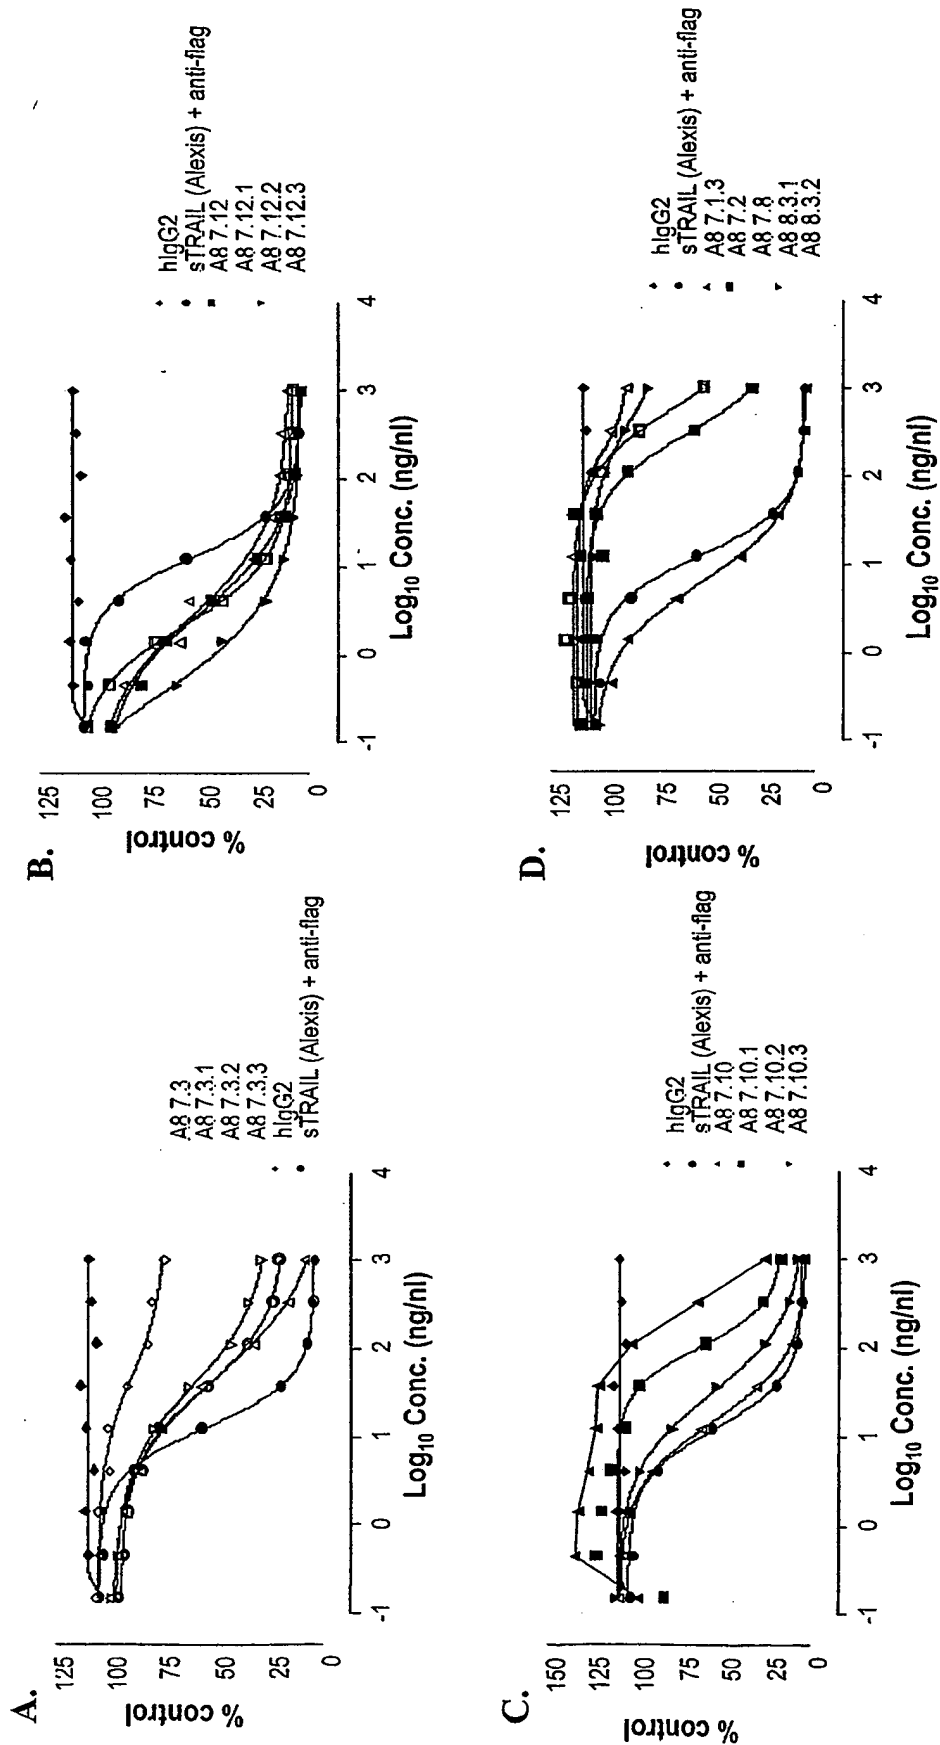 A.
% control
125
100
75
50
25
0
-1
0
1
2
3
4
Log10 Conc. (ng/nl)
A8 7.3
A8 7.3.1
A8 7.3.2
A8 7.3.3
hIgG2
sTRAIL (Alexis) + anti-flag
B.
% control
125
100
75
50
25
0
-1
0
1
2
3
4
Log10 Conc. (ng/nl)
hIgG2
sTRAIL (Alexis) + anti-flag
A8 7.12
A8 7.12.1
A8 7.12.2
A8 7.12.3
C.
% control
150
125
100
75
50
25
0
-1
0
1
2
3
4
Log10 Conc. (ng/nl)
hIgG2
sTRAIL (Alexis) + anti-flag
A8 7.10
A8 7.10.1
A8 7.10.2
A8 7.10.3
D.
% control
125
100
75
50
25
0
-1
0
1
2
3
4
Log10 Conc. (ng/nl)
hIgG2
sTRAIL (Alexis) + anti-flag
A8 7.1.3
A8 7.2
A8 7.8
A8 8.3.1
A8 8.3.2